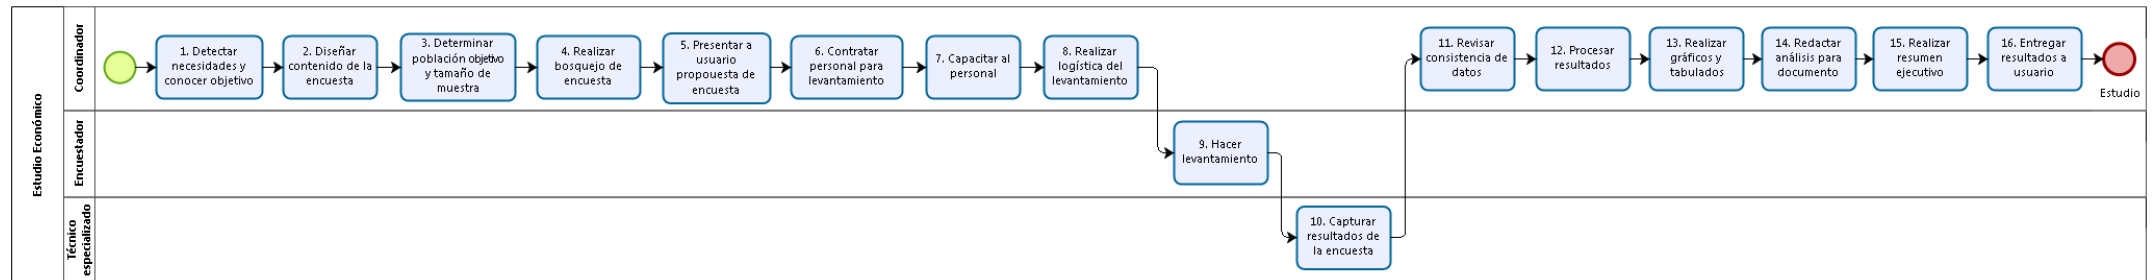 Estudio Económico
Coordinador
1. Detectar
necesidades y
conocer objetivo
2. Diseñar
contenido de la
encuesta
3. Determinar
población objetivo
y tamaño de
muestra
4. Realizar
bosquejo de
encuesta
5. Presentar a
usuario
propouesta de
encuesta
6. Contratar
personal para
levantamiento
7. Capacitar al
personal
8. Realizar
logística del
levantamiento
11. Revisar
consistencia de
datos
12. Procesar
resultados
13. Realizar
gráficos y
tabulados
14. Redactar
análisis para
documento
15. Realizar
resumen
ejecutivo
16. Entregar
resultados a
usuario
Estudio
Encuestador
9. Hacer
levantamiento
Técnico
especializado
10. Capturar
resultados de
la encuesta